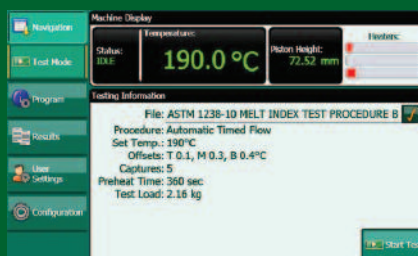 Navigation
Machine Display
Temperature:
Status:
IDLE
190.0 °C
Piston Height:
72.52 mm
Heaters:
Test Mode
Testing Information
File: ASTM 1238-10 MELT INDEX TEST PROCEDURE B
Program
Procedure: Automatic Timed Flow
Set Temp.: 190°C
Offsets: T 0.1, M 0.3, B 0.4°C
Results
Captures: 5
Preheat Time: 360 sec
User
Settings
Test Load: 2.16 kg
Configuration
Start Tes